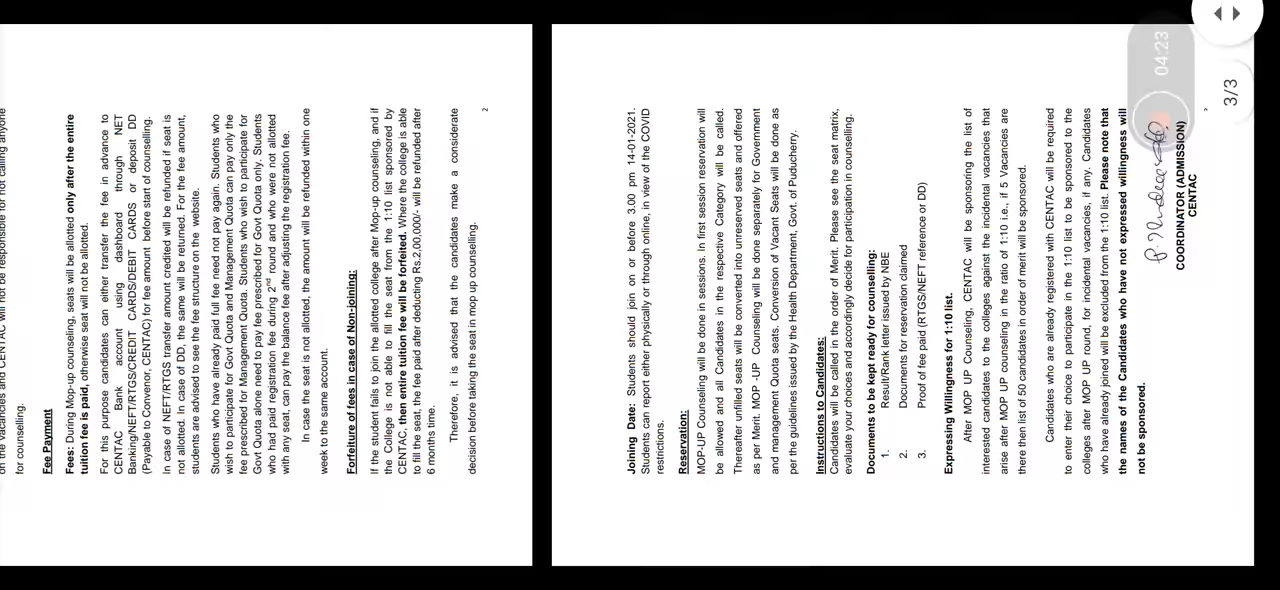 on the vacancies and CENTAC will not be responsible for not calling anyone
for counselling.
Fee Payment
Fees: During Mop-up counseling, seats will be allotted only after the entire
tuition fee is paid, otherwise seat will not be allotted.
For this purpose candidates can either transfer the fee in advance to
CENTAC Bank account using dashboard through NET
Banking/NEFT/RTGS/CREDIT CARDS/DEBIT CARDS or deposit DD
(Payable to Convenor, CENTAC) for fee amount before start of counselling.
In case of NEFT/RTGS transfer amount credited will be refunded if seat is
not allotted. In case of DD, the same will be returned. For the fee amount,
students are advised to see the fee structure on the website.
Students who have already paid full fee need not pay again. Students who
wish to participate for Govt Quota and Management Quota can pay only the
fee prescribed for Management Quota. Students who wish to participate for
Govt Quota alone need to pay fee prescribed for Govt Quota only. Students
who had paid registration fee during 2nd round and who were not allotted
with any seat, can pay the balance fee after adjusting the registration fee.
In case the seat is not allotted, the amount will be refunded within one
week to the same account.
Forfeiture of fees in case of Non-joining:
If the student fails to join the allotted college after Mop-up counseling, and if
the College is not able to fill the seat from the 1:10 list sponsored by
CENTAC, then entire tuition fee will be forfeited. Where the college is able
to fill the seat, the fee paid after deducting Rs.2,00,000/- will be refunded after
6 months time.
Therefore, it is advised that the candidates make a considerate
decision before taking the seat in mop up counseling.
2
Joining Date: Students should join on or before 3.00 pm 14-01-2021.
Students can report either physically or through online, in view of the COVID
restrictions.
Reservation:
MOP-UP Counselling will be done in sessions. In first session reservation will
be allowed and all Candidates in the respective Category will be called.
Thereafter unfilled seats will be converted into unreserved seats and offered
as per Merit. MOP UP Counseling will be done separately for Government
and management Quota seats. Conversion of Vacant Seats will be done as
per the guidelines issued by the Health Department, Govt. of Puducherry.
Instructions to Candidates:
Candidates will be called in the order of Merit. Please see the seat matrix,
evaluate your choices and accordingly decide for participation in counselling.
Documents to be kept ready for counseling:
1. Result/Rank letter issued by NBE
2. Documents for reservation claimed
3. Proof of fee paid (RTGS/NEFT reference or DD)
Expressing Willingness for 1:10 list.
After MOP UP Counseling, CENTAC will be sponsoring the list of
interested candidates to the colleges against the incidental vacancies that
arise after MOP UP counseling in the ratio of 1:10 i.e., if 5 Vacancies are
there then list of 50 candidates in order of merit will be sponsored.
Candidates who are already registered with CENTAC will be required
to enter their choice to participate in the 1:10 list to be sponsored to the
colleges after MOP UP round, for incidental vacancies, if any. Candidates
who have already joined will be excluded from the 1:10 list. Please note that
the names of the Candidates who have not expressed willingness will
not be sponsored.
COORDINATOR (ADMISSION)
CENTAC
3/3
04:23